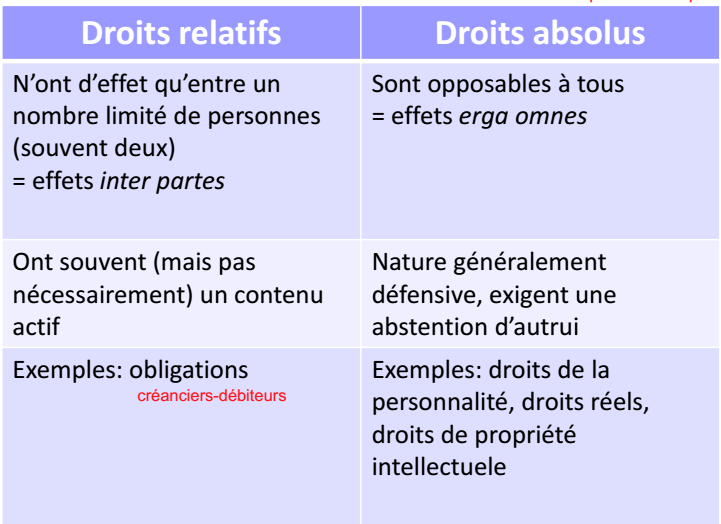 Droits relatifs
Droits absolus
N'ont d'effet qu'entre un
nombre limité de personnes
(souvent deux)
= effets inter partes
Sont opposables à tous
= effets erga omnes
Ont souvent (mais pas
nécessairement) un contenu
actif
Nature généralement
défensive, exigent une
abstention d'autrui
Exemples: obligations
créanciers-débiteurs
Exemples: droits de la
personnalité, droits réels,
droits de propriété
intellectuele